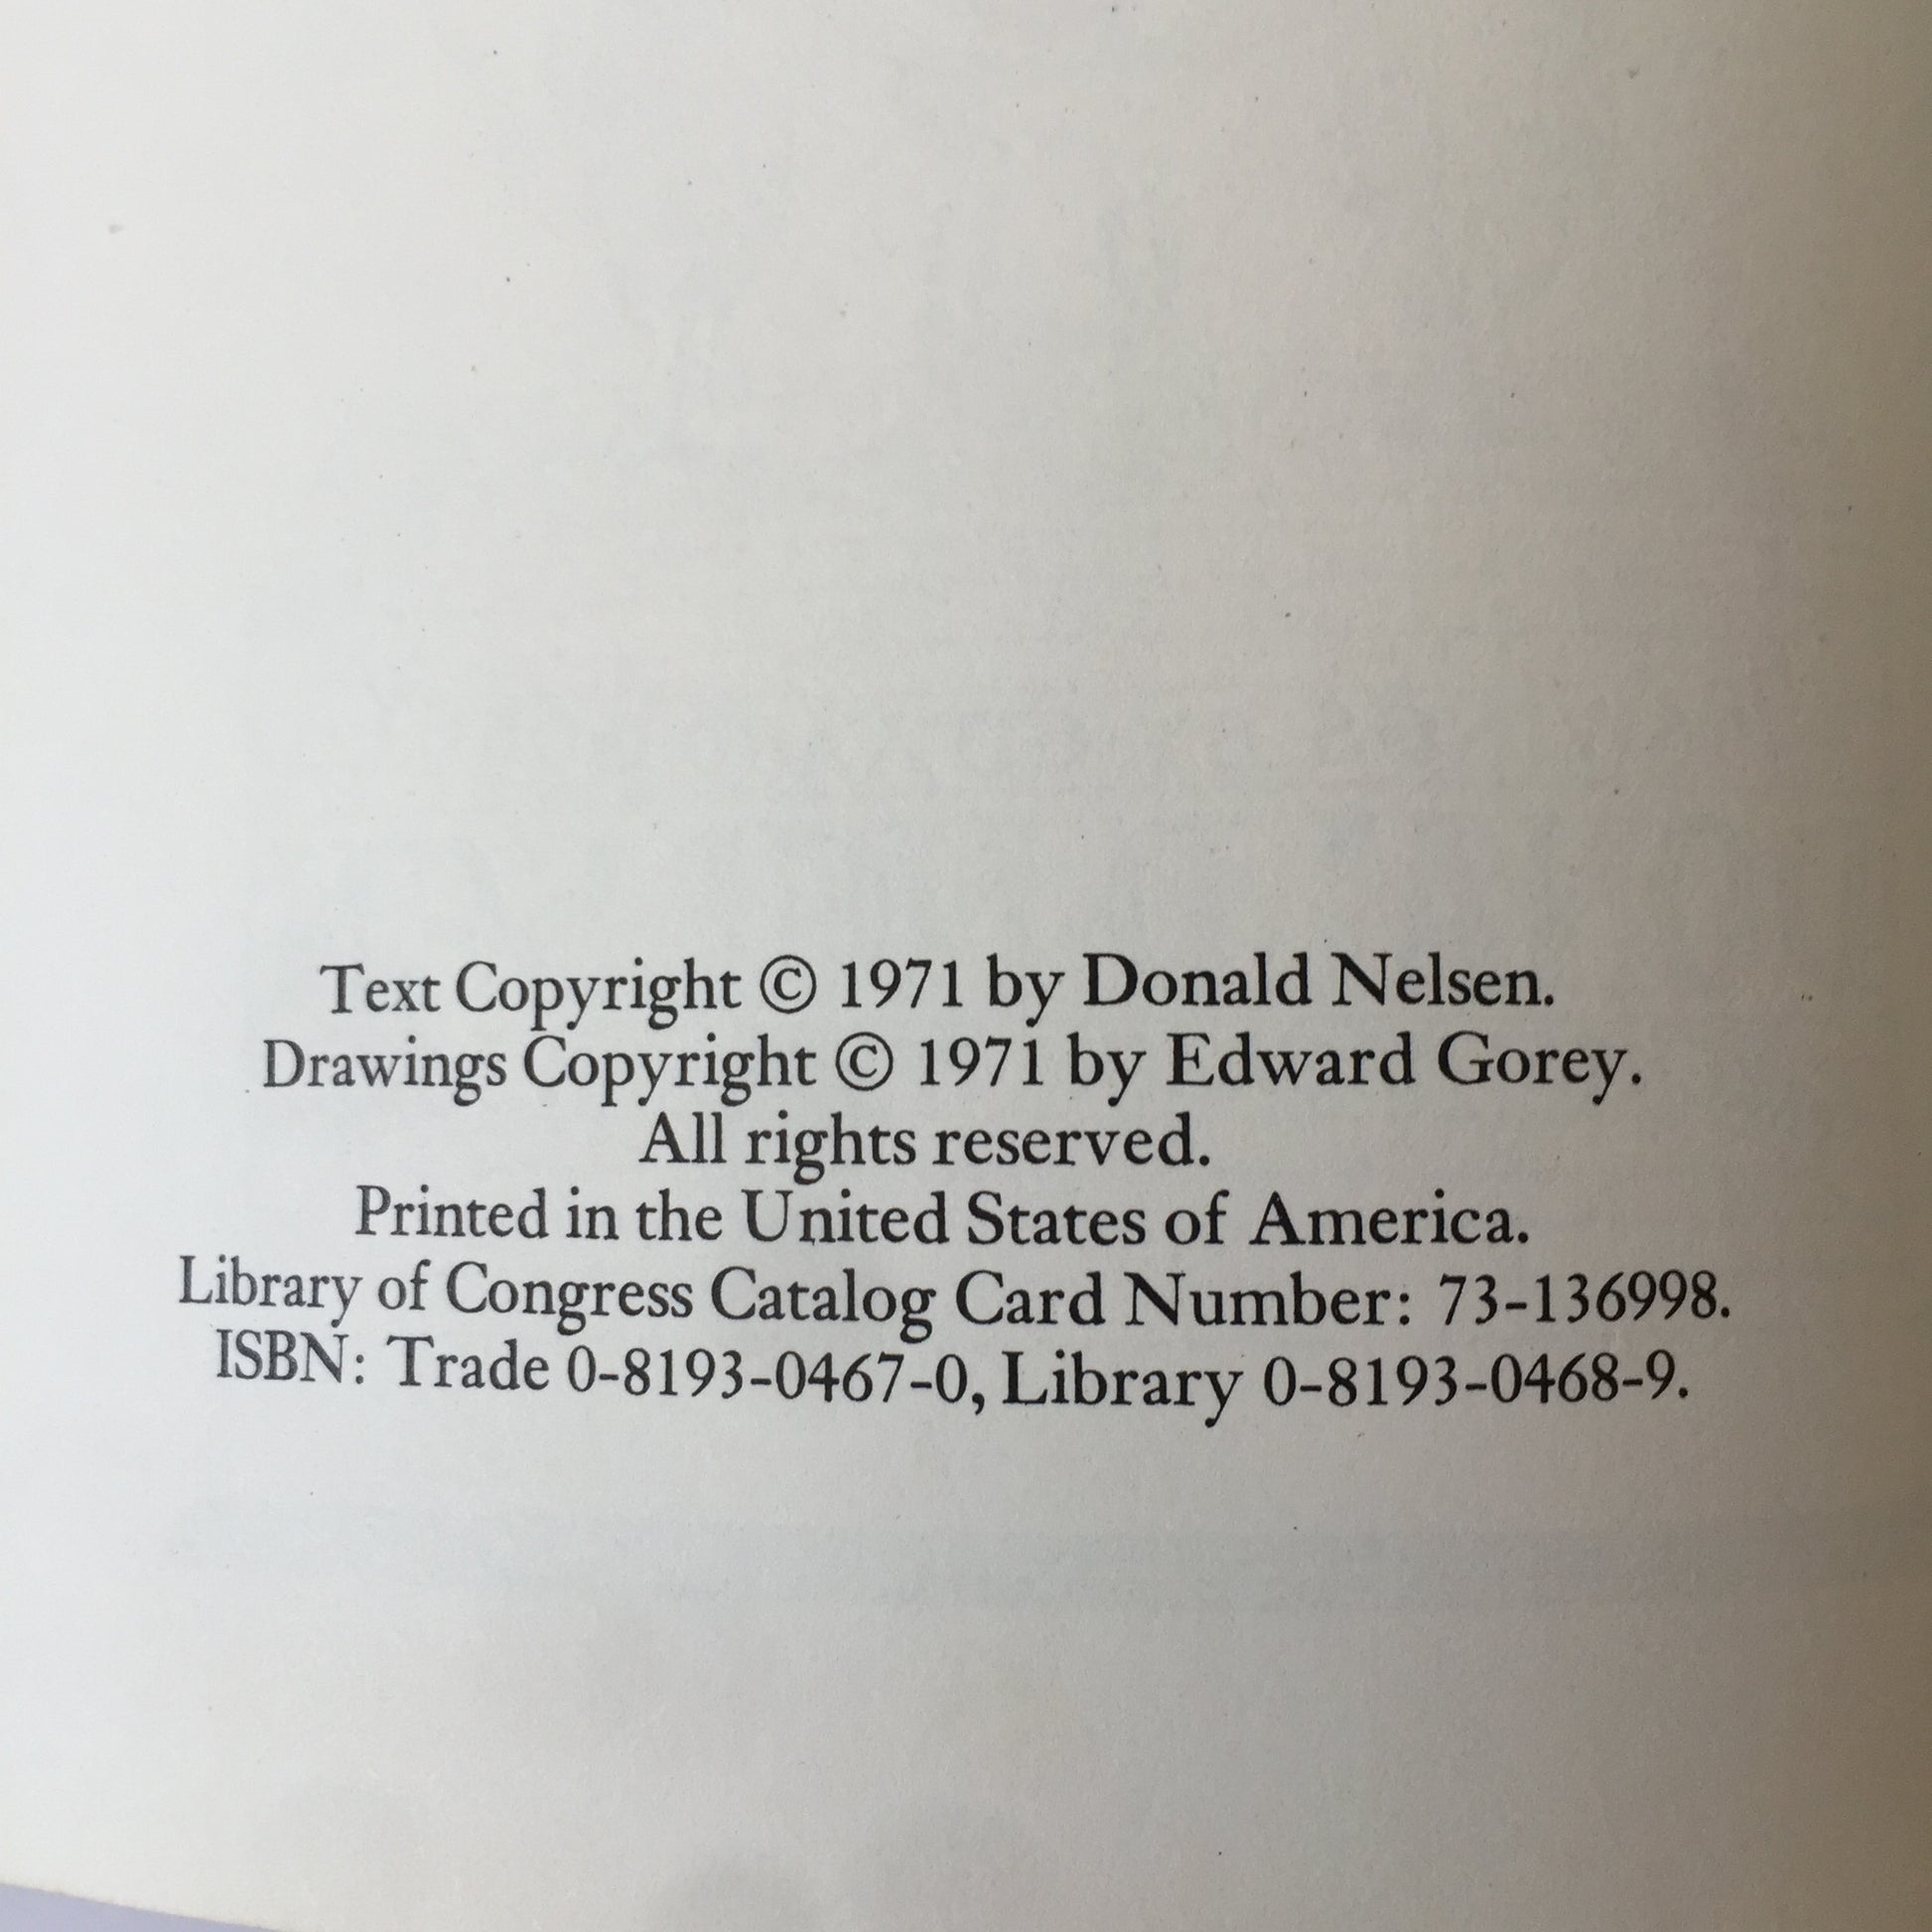 Text Copyright © 1971 by Donald Nelsen.
Drawings Copyright © 1971 by Edward Gorey.
All rights reserved.
Printed in the United States of America.
Library of Congress Catalog Card Number: 73-136998.
ISBN: Trade 0-8193-0467-0, Library 0-8193-0468-9.